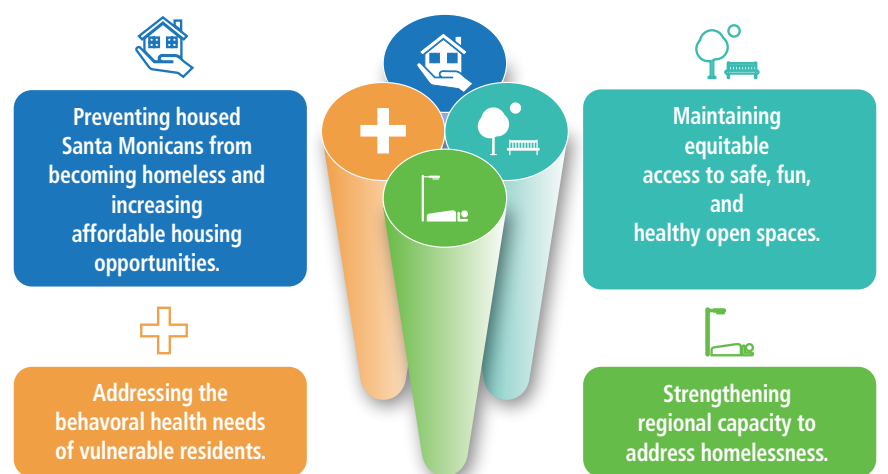 Preventing housed
Santa Monicans from
becoming homeless and
increasing
affordable housing
opportunities.
Addressing the
behavioral health needs
of vulnerable residents.
Maintaining
equitable
access to safe, fun,
and
healthy open spaces.
Strengthening
regional capacity to
address homelessness.